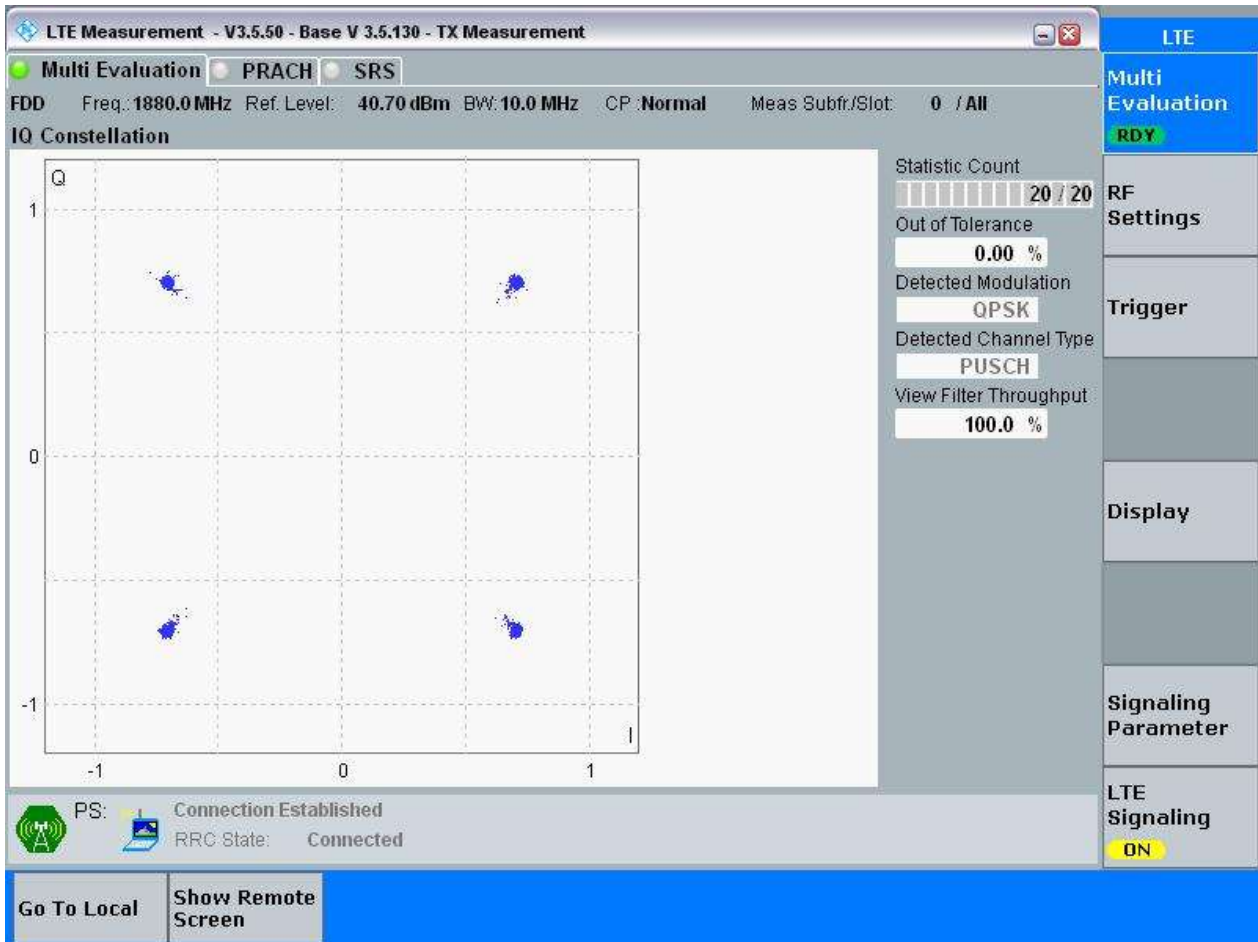 LTE Measurement - V3.5.50 - Base V 3.5.130 - TX Measurement
Multi Evaluation PRACH SRS
FDD Freq.: 1880.0 MHz Ref. Level: 40.70 dBm BW: 10.0 MHz CP : Normal Meas Subfr./Slot: 0 / All
IQ Constellation
Q
1
0
-1
I
-1 0 1
Statistic Count
20 / 20
Out of Tolerance
0.00 %
Detected Modulation
QPSK
Detected Channel Type
PUSCH
View Filter Throughput
100.0 %
PS: Connection Established
RRC State: Connected
LTE
Multi
Evaluation
RDY
RF
Settings
Trigger
Display
Signaling
Parameter
LTE
Signaling
ON
Go To Local
Show Remote
Screen